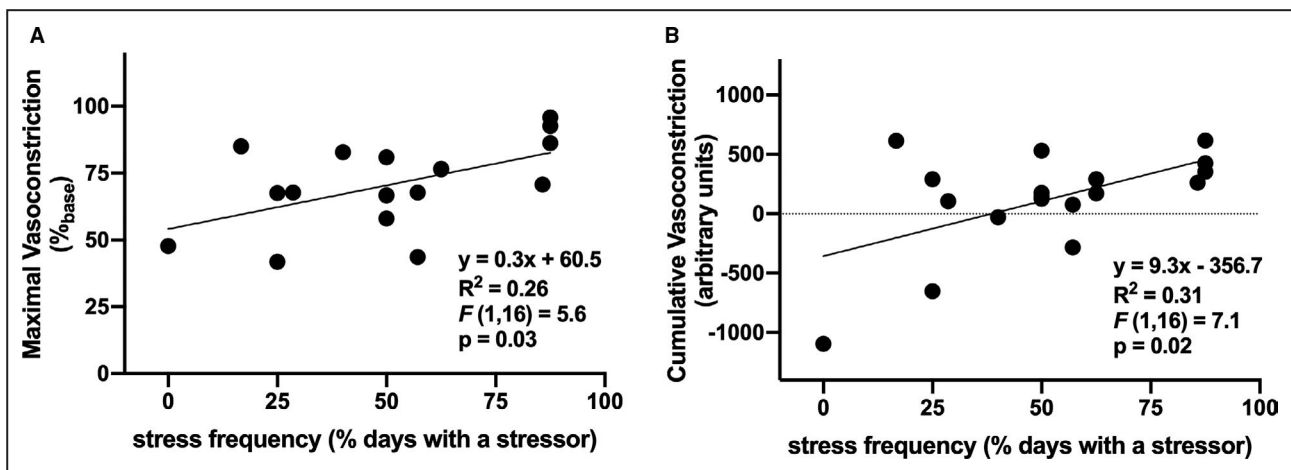 A
Maximal Vasoconstriction
(%base)
100
75
50
25
0
y = 0.3x + 60.5
R² = 0.26
F (1,16) = 5.6
p = 0.03
0 25 50 75 100
stress frequency (% days with a stressor)
B
Cumulative Vasoconstriction
(arbitrary units)
1000
500
0
-500
-1000
y = 9.3x - 356.7
R² = 0.31
F (1,16) = 7.1
p = 0.02
0 25 50 75 100
stress frequency (% days with a stressor)